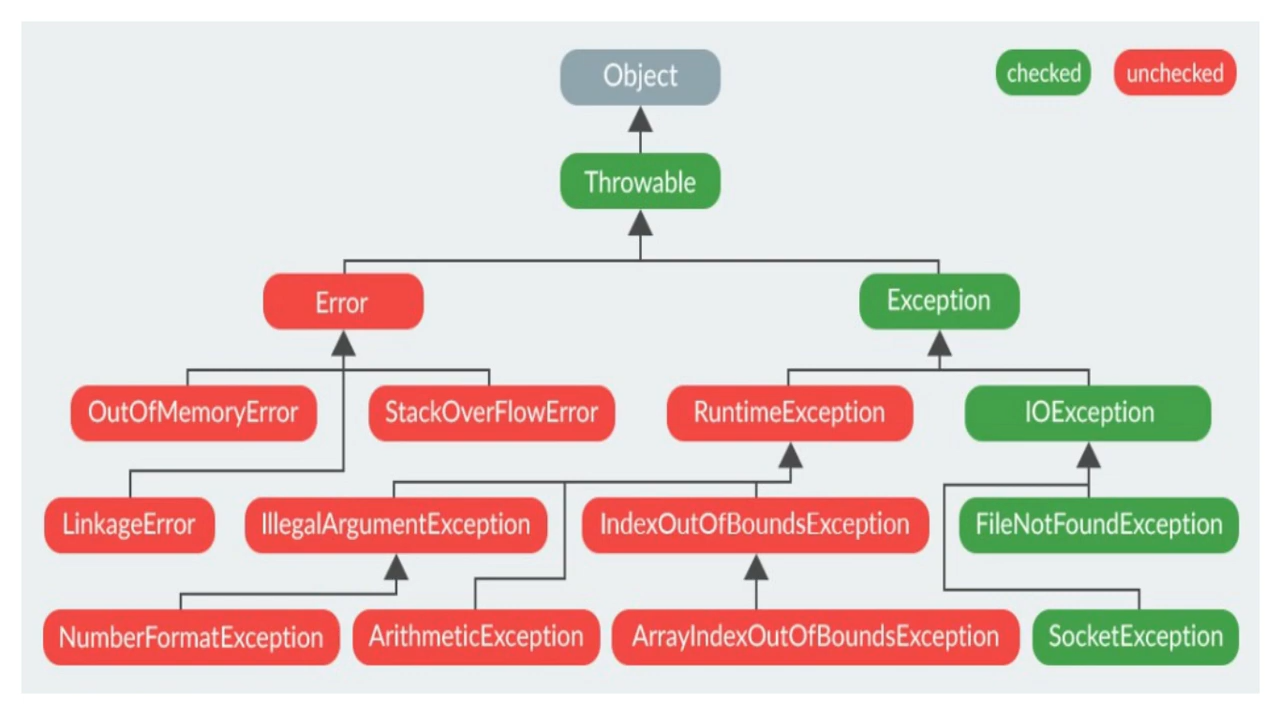 Object
checked
unchecked
Throwable
Error
Exception
OutOfMemoryError
StackOverFlowError
RuntimeException
IOException
LinkageError
IllegalArgumentException
IndexOutOfBoundsException
FileNotFoundException
NumberFormatException
ArithmeticException
ArrayIndexOutOfBoundsException
SocketException